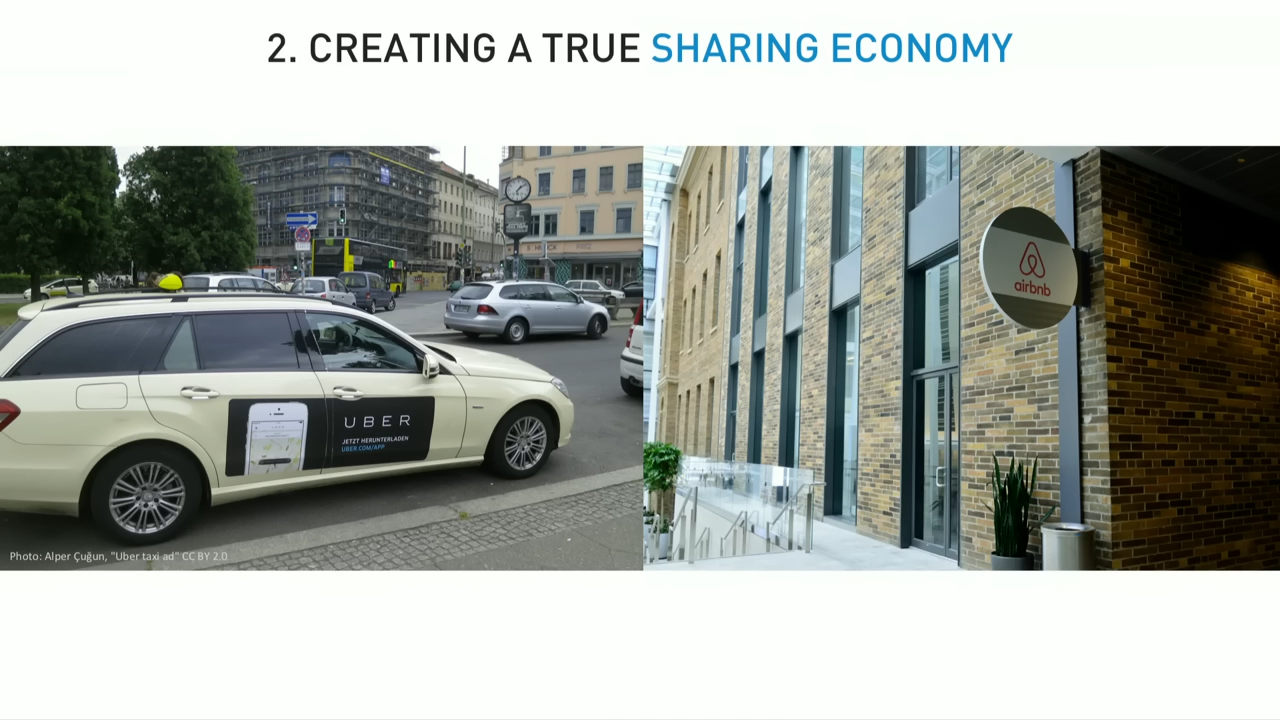 2. CREATING A TRUE SHARING ECONOMY
UBER
JETZT HERUNTERLADEN
UBER.COM/APP
airbnb
Photo: Alper Çuğun, "Uber taxi ad" CC BY 2.0